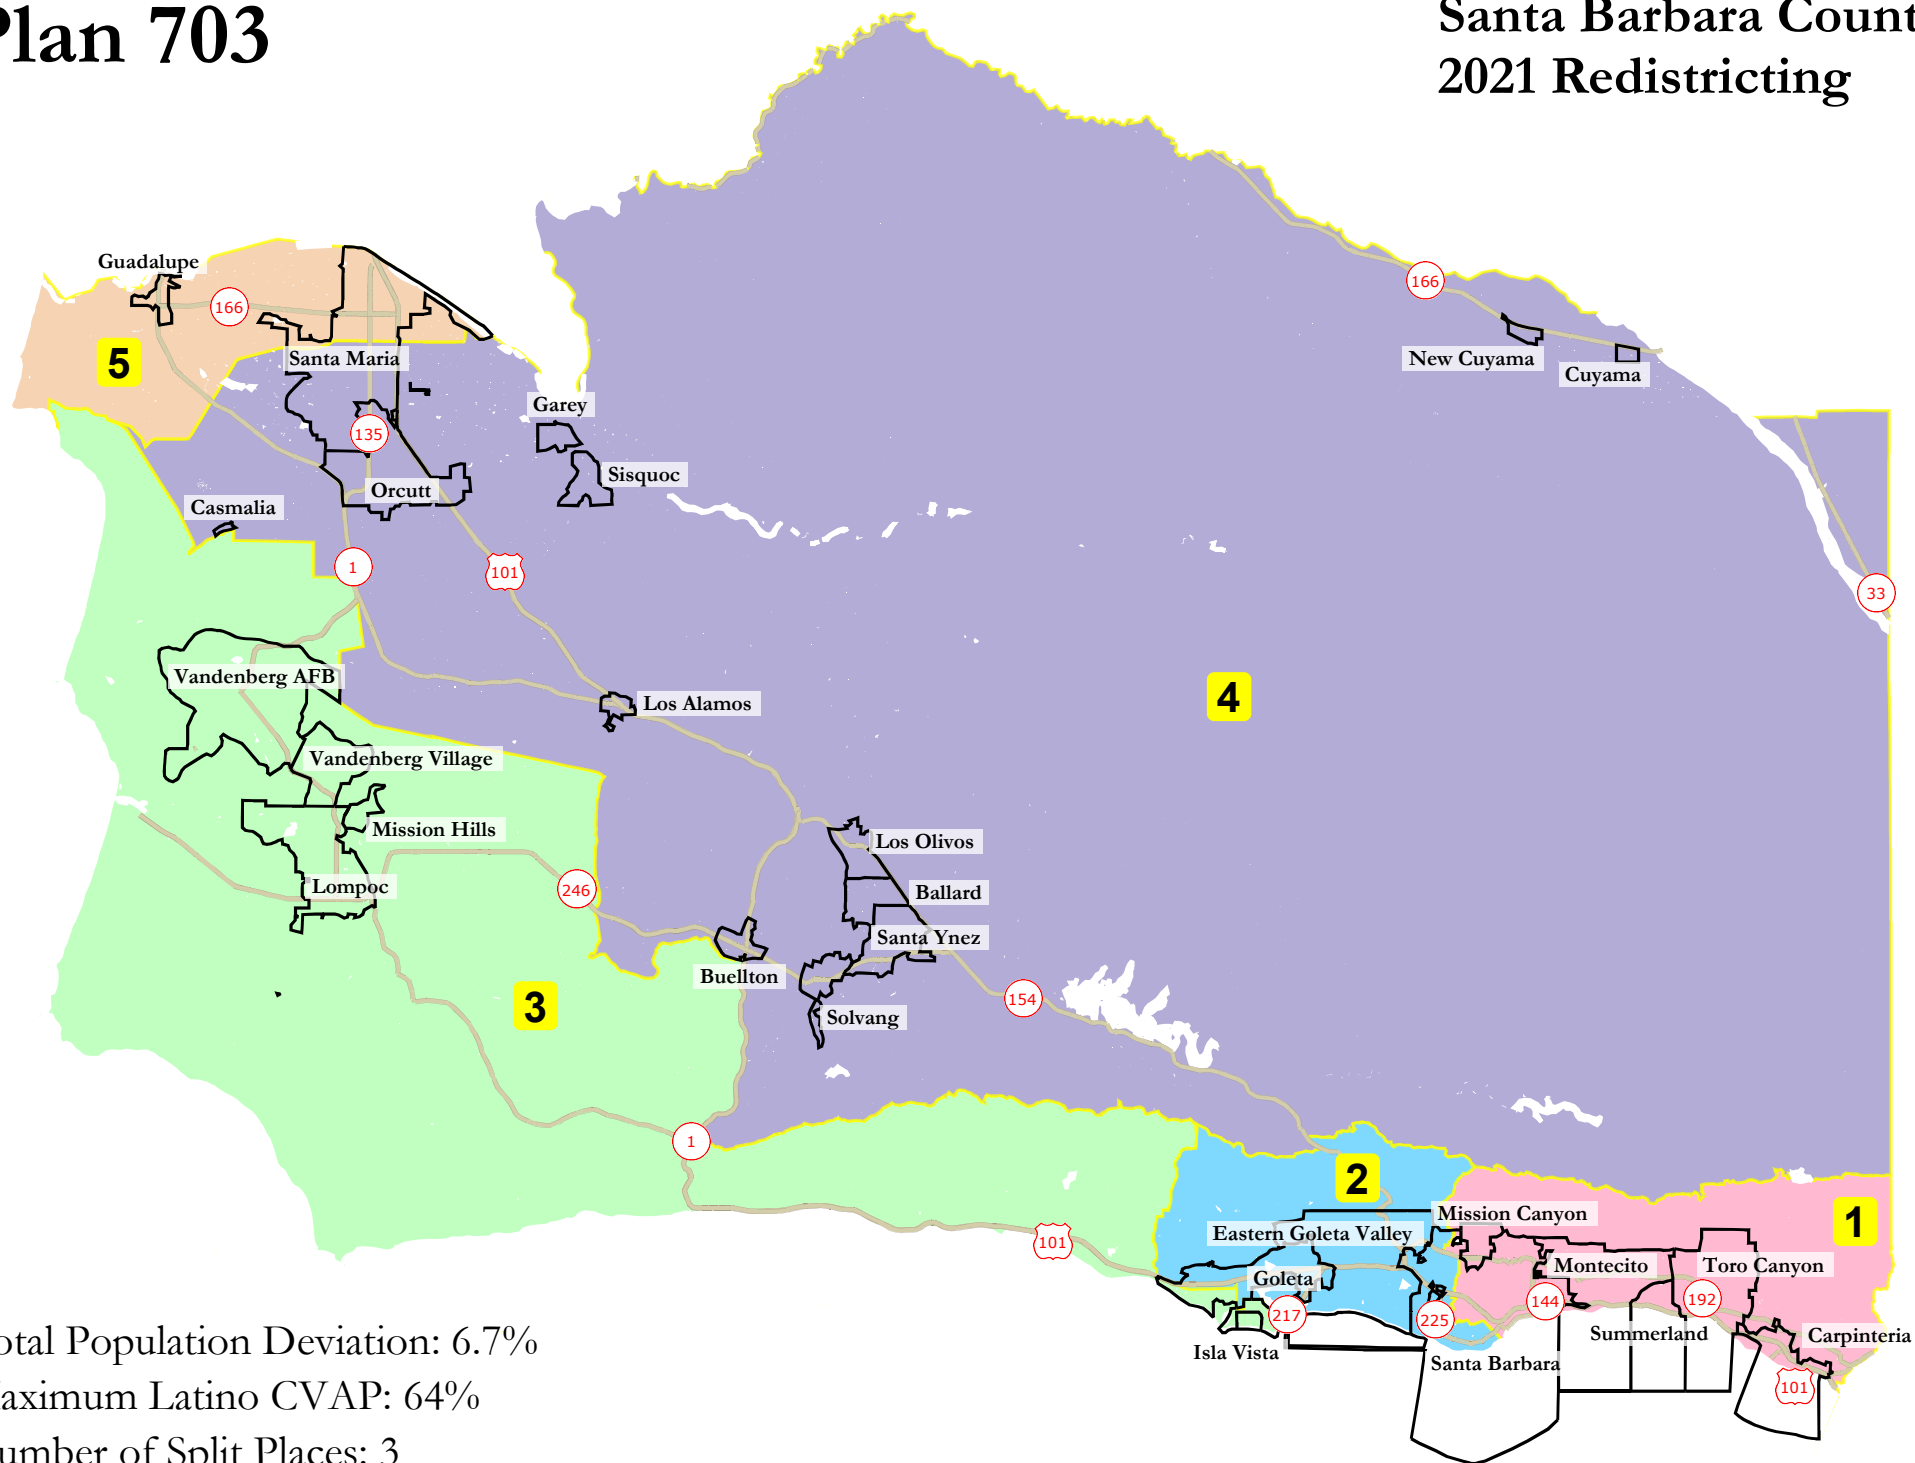 Plan 703
Santa Barbara Count
2021 Redistricting
Guadalupe
166
5
Santa Maria
135
Orcutt
Casmalia
Garey
Sisquoc
166
New Cuyama
Cuyama
33
1
101
4
Vandenberg AFB
Los Alamos
Vandenberg Village
Mission Hills
Lompoc
246
Los Olivos
Ballard
Santa Ynez
Buellton
Solvang
154
3
1
101
2
1
Mission Canyon
Eastern Goleta Valley
Goleta
Montecito
Toro Canyon
217
225
144
192
Isla Vista
Santa Barbara
Summerland
Carpinteria
101
otal Population Deviation: 6.7%
aximum Latino CVAP: 64%
umber of Split Places: 3